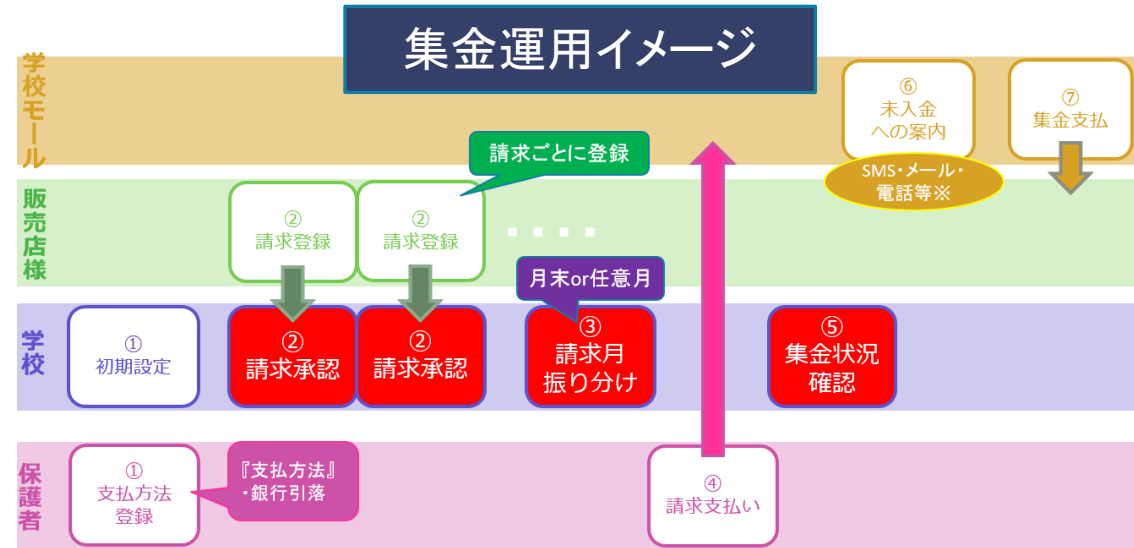 集金運用イメージ
学校モール
⑥
未入金
への案内
⑦
集金支払
SMS・メール・
電話等※
請求ごとに登録
販売店様
②
請求登録
②
請求登録
月末or任意月
学校
①
初期設定
②
請求承認
②
請求承認
③
請求月
振り分け
⑤
集金状況
確認
保護者
①
支払方法
登録
『支払方法』
・銀行引落
④
請求支払い